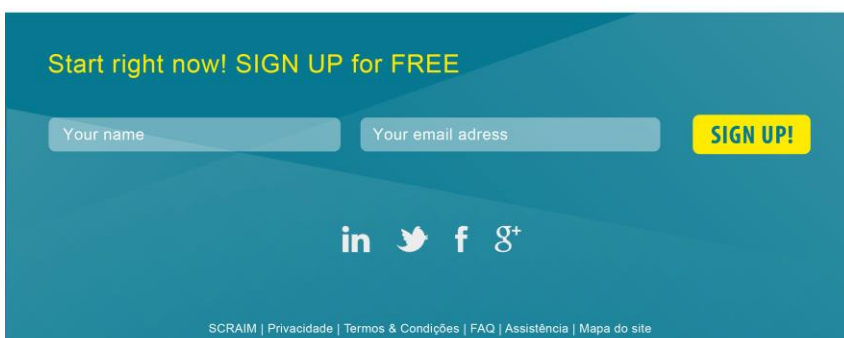 Start right now! SIGN UP for FREE
Your name
Your email adress
SIGN UP!
in f g+
SCRAIM | Privacidade | Termos & Condições | FAQ | Assistência | Mapa do site